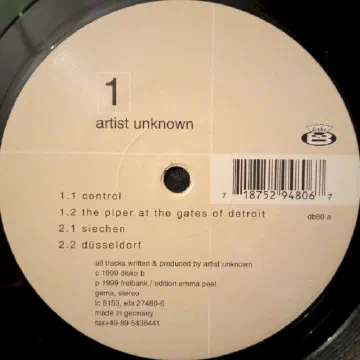 1
artist unknown
disko
B
1.1 control
1.2 the piper at the gates of detroit
2.1 siechen
2.2 düsseldorf
7 18752 94806 7
db80 a
all tracks written & produced by artist unknown
c 1999 disko b
p 1999 freibank / edition emma peel
gema, stereo
lc 8153, efa 27480-6
made in germany
fax+49-89-5438441